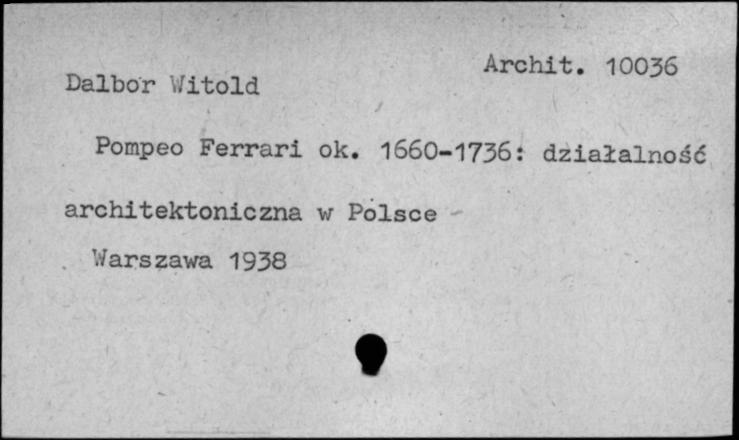 Archit. 10036
Dalbor Witold
Pompeo Ferrari ok. 1660-1736: działalność
architektoniczna w Polsce
Warszawa 1938